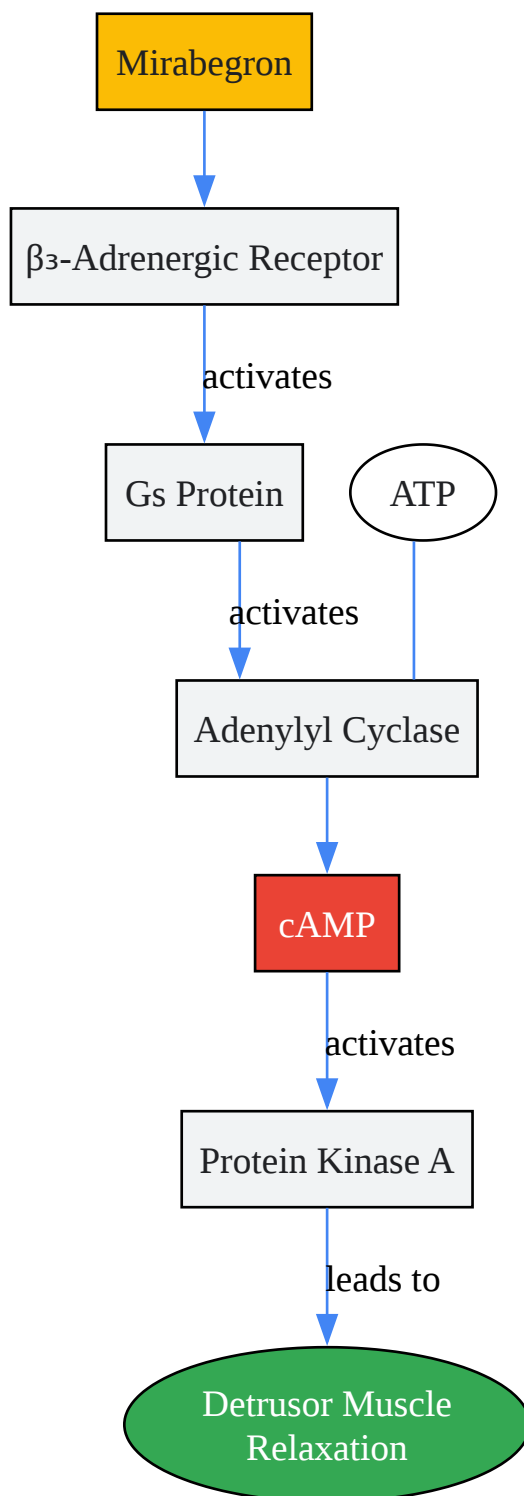 Mirabegron
β₃-Adrenergic Receptor
activates
Gs Protein
ATP
activates
Adenylyl Cyclase
cAMP
activates
Protein Kinase A
leads to
Detrusor Muscle
Relaxation